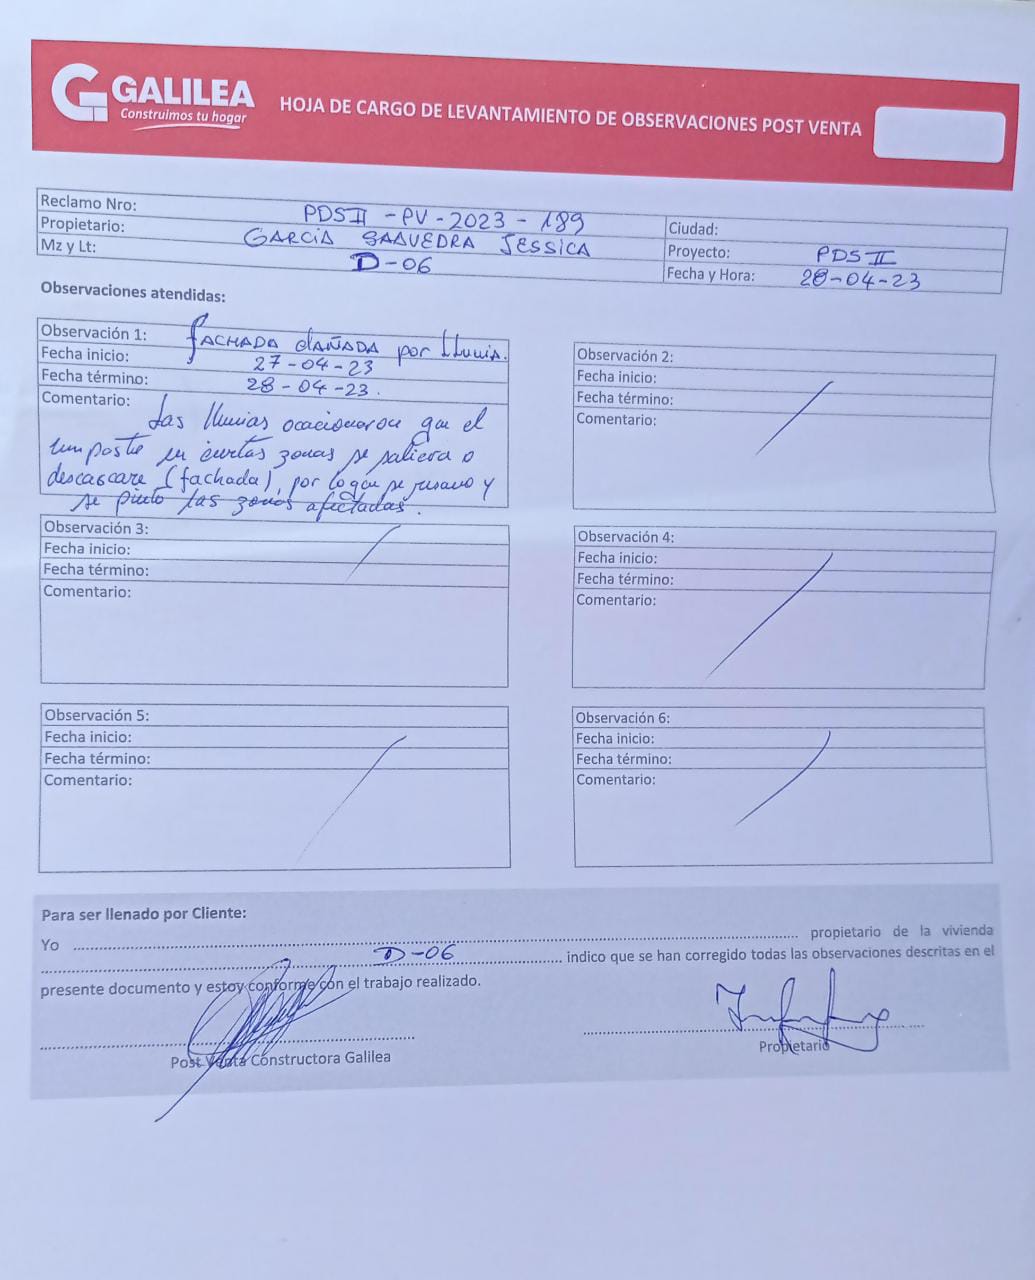 GALILEA
Construimos tu hogar
HOJA DE CARGO DE LEVANTAMIENTO DE OBSERVACIONES POST VENTA
Reclamo Nro: PDSII-PV-2023-189
Propietario: GARCIA SAAVEDRA JESSICA
Mz y Lt: D-06
Ciudad:
Proyecto: PDSII
Fecha y Hora: 28-04-23
Observaciones atendidas:
Observación 1: FACHADA dAÑADA por lluvia.
Fecha inicio: 27-04-23
Fecha término: 28-04-23.
Comentario: Las lluvias ocacionaron que el
empaste en ciertas zonas se saliera o
descascare (fachada), por lo que se resano y
se pinto las zonas afectadas.
Observación 2:
Fecha inicio:
Fecha término:
Comentario:
Observación 3:
Fecha inicio:
Fecha término:
Comentario:
Observación 4:
Fecha inicio:
Fecha término:
Comentario:
Observación 5:
Fecha inicio:
Fecha término:
Comentario:
Observación 6:
Fecha inicio:
Fecha término:
Comentario:
Para ser llenado por Cliente:
Yo ........ propietario de la vivienda
........ D-06 ........ indico que se han corregido todas las observaciones descritas en el
presente documento y estoy conforme con el trabajo realizado.
Post Venta Constructora Galilea
Propietario